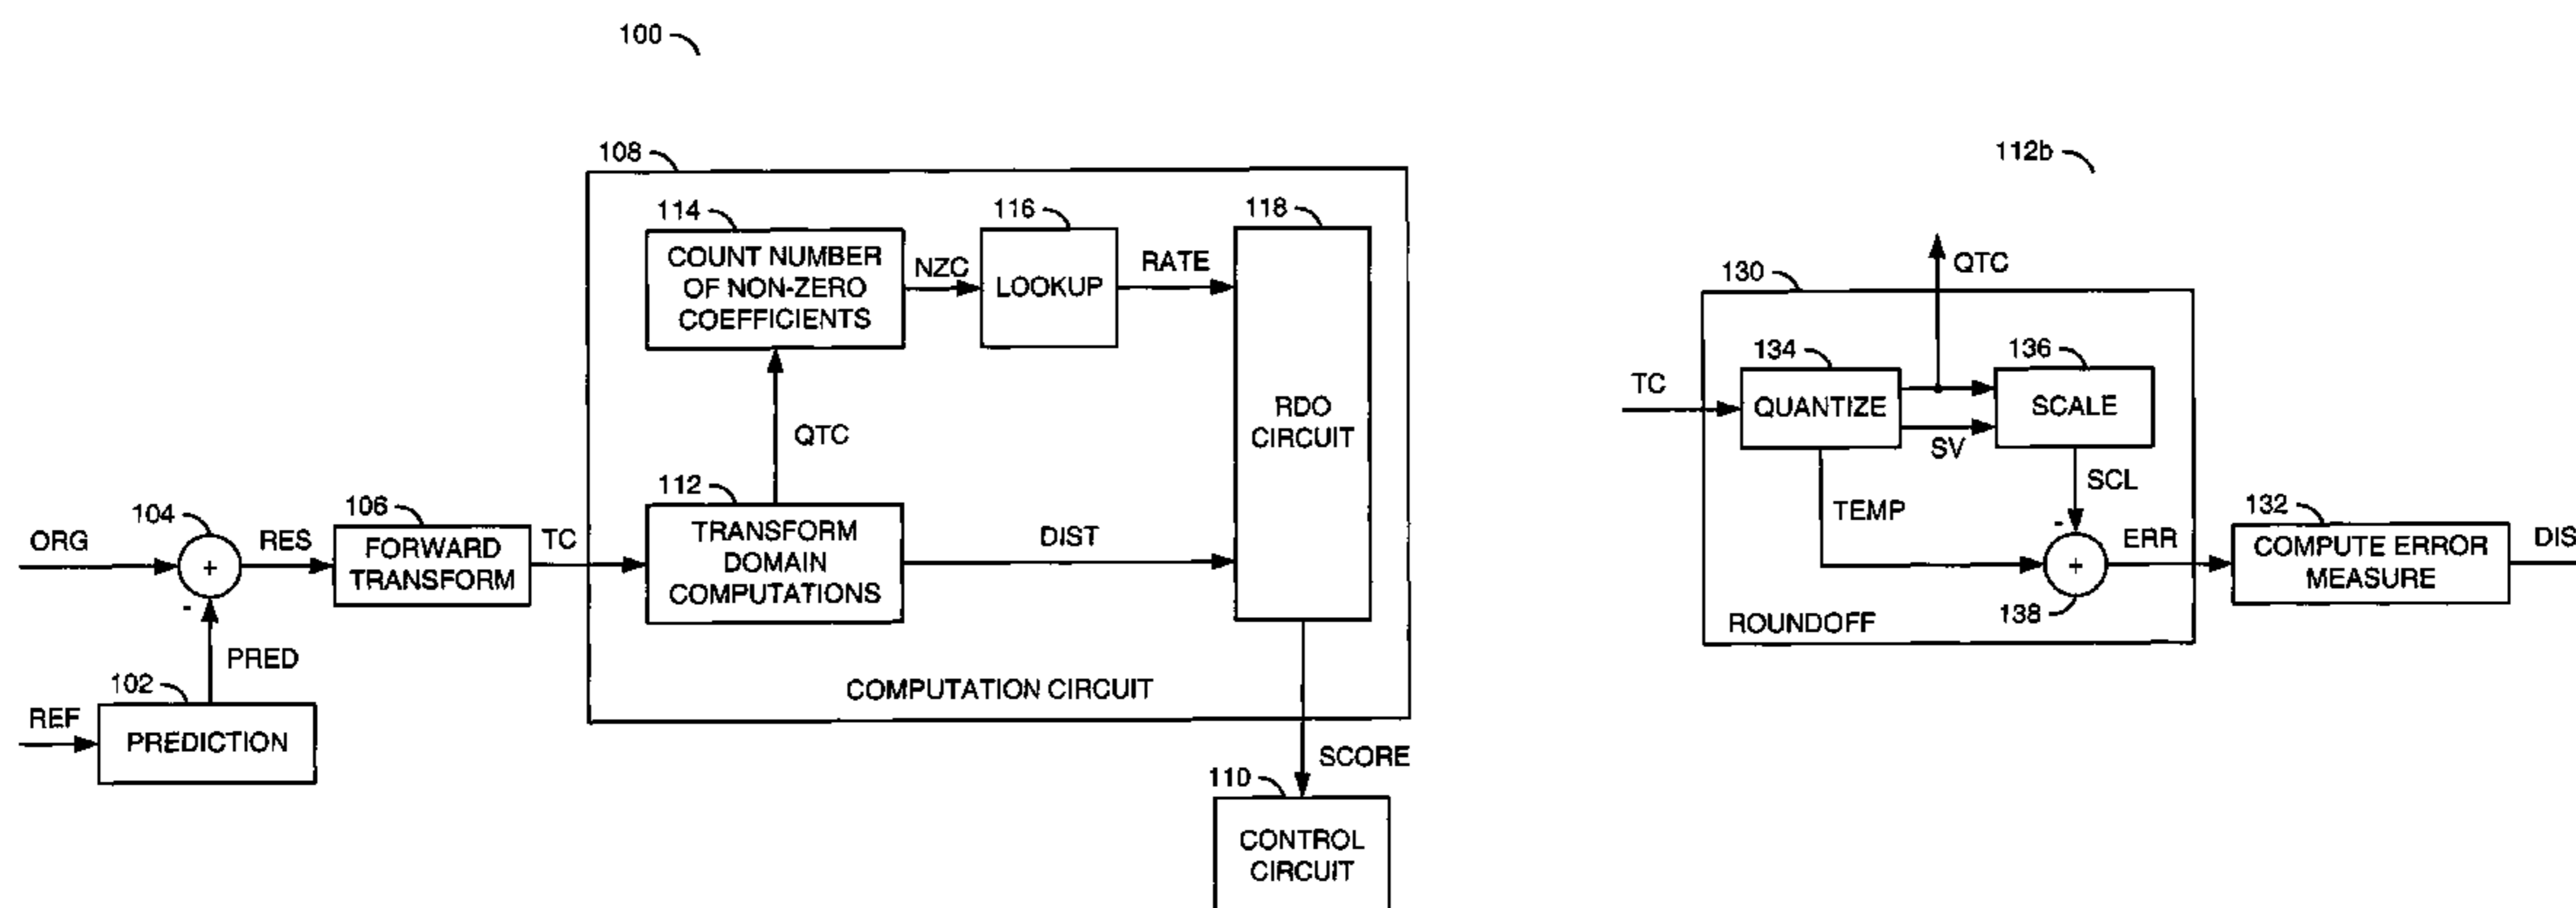 100
108
114
COUNT NUMBER
OF NON-ZERO
COEFFICIENTS
NZC
116
LOOKUP
RATE
118
RDO
CIRCUIT
QTC
112
TRANSFORM
DOMAIN
COMPUTATIONS
DIST
ORG
104
+
-
RES
106
FORWARD
TRANSFORM
TC
PRED
102
REF
PREDICTION
COMPUTATION CIRCUIT
SCORE
110
CONTROL
CIRCUIT
112b
130
QTC
TC
134
QUANTIZE
136
SCALE
SV
SCL
TEMP
-
+
138
ERR
ROUNDOFF
132
COMPUTE ERROR
MEASURE
DIS